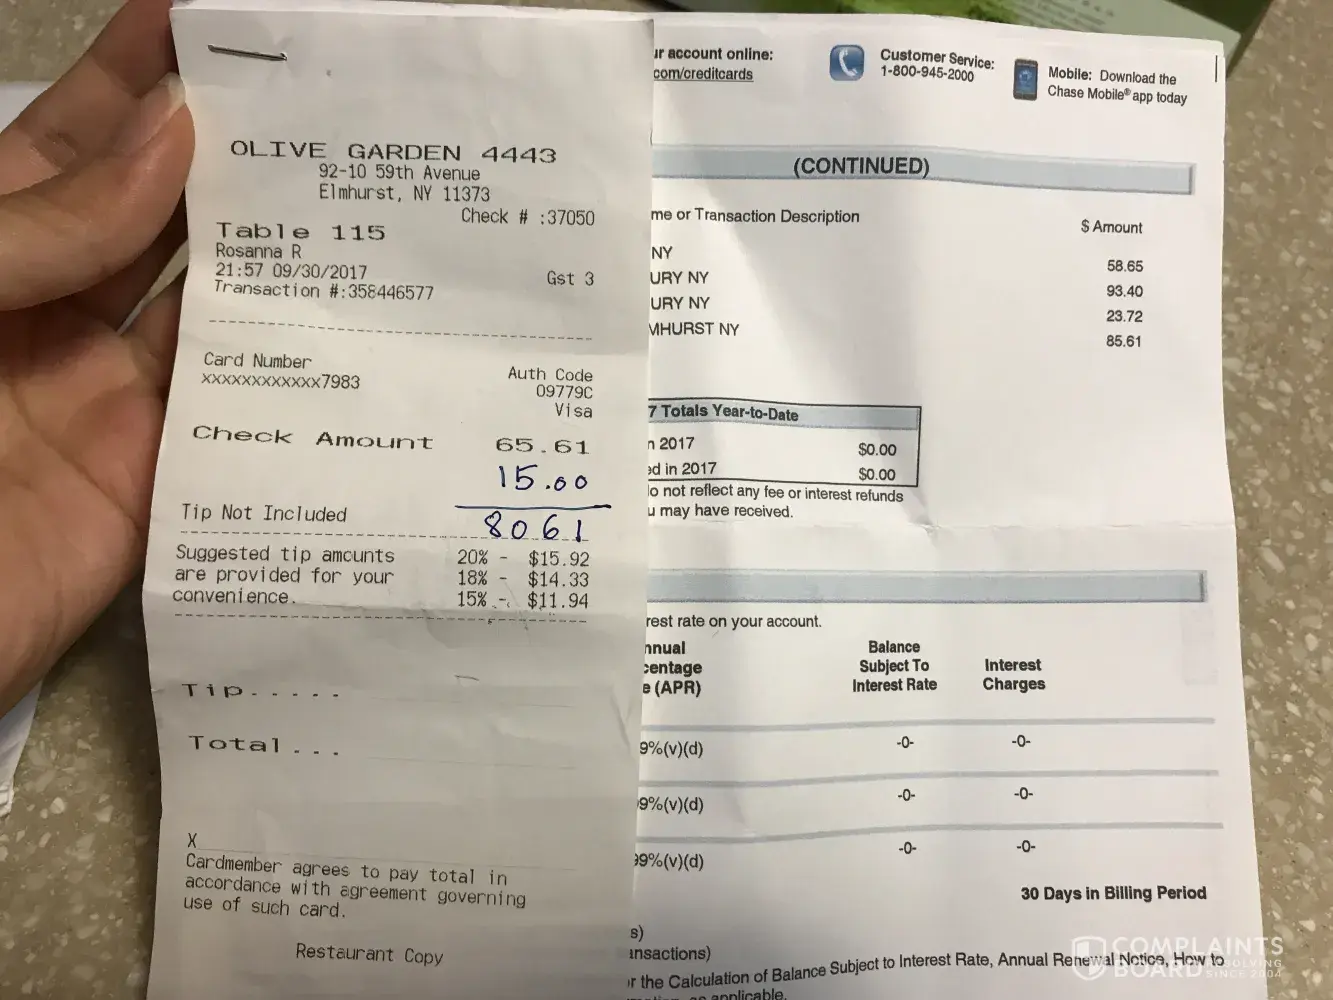 OLIVE GARDEN 4443
92-10 59th Avenue
Elmhurst, NY 11373
Check # :37050
Table 115
Rosanna R
21:57 09/30/2017
Gst 3
Transaction #:358446577
Card Number
xxxxxxxxxxxx7983
Auth Code
09779C
Visa
Check Amount 65.61
15.00
Tip Not Included
8061
Suggested tip amounts 20% - $15.92
are provided for your 18% - $14.33
convenience. 15% - $11.94
Tip.....
Total...
X
Cardmember agrees to pay total in
accordance with agreement governing
use of such card.
Restaurant Copy
ur account online:
com/creditcards
Customer Service:
1-800-945-2000
Mobile: Download the
Chase Mobile® app today
(CONTINUED)
me or Transaction Description $ Amount
NY 58.65
URY NY 93.40
URY NY 23.72
MHURST NY 85.61
7 Totals Year-to-Date
n 2017 $0.00
ed in 2017 $0.00
lo not reflect any fee or interest refunds
u may have received.
rest rate on your account.
nnual
centage
e (APR)
Balance
Subject To
Interest Rate
Interest
Charges
9%(v)(d) -0- -0-
9%(v)(d) -0- -0-
99%(v)(d) -0- -0-
30 Days in Billing Period
s)
ansactions)
or the Calculation of Balance Subject to Interest Rate, Annual Renewal Notice, How to
as applicable.
COMPLAINTS
BOARD RESOLVING
SINCE 2004